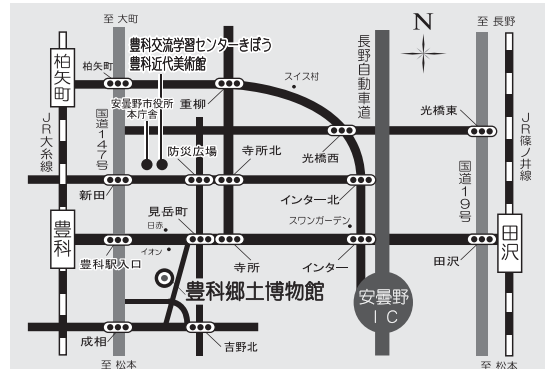 至 大町
N
至 長野
豊科交流学習センターきぼう
豊科近代美術館
柏矢町
柏矢町
スイス村
長野自動車道
安曇野市役所
本庁舎
重柳
国道147号
JR大糸線
光橋東
JR篠ノ井線
防災広場
寺所北
光橋西
国道19号
新田
インター北
見岳町
日赤
スワンガーデン
豊科
イオン
田沢
豊科駅入口
寺所
インター
田沢
豊科郷土博物館
安曇野
IC
成相
吉野北
至 松本
至 松本